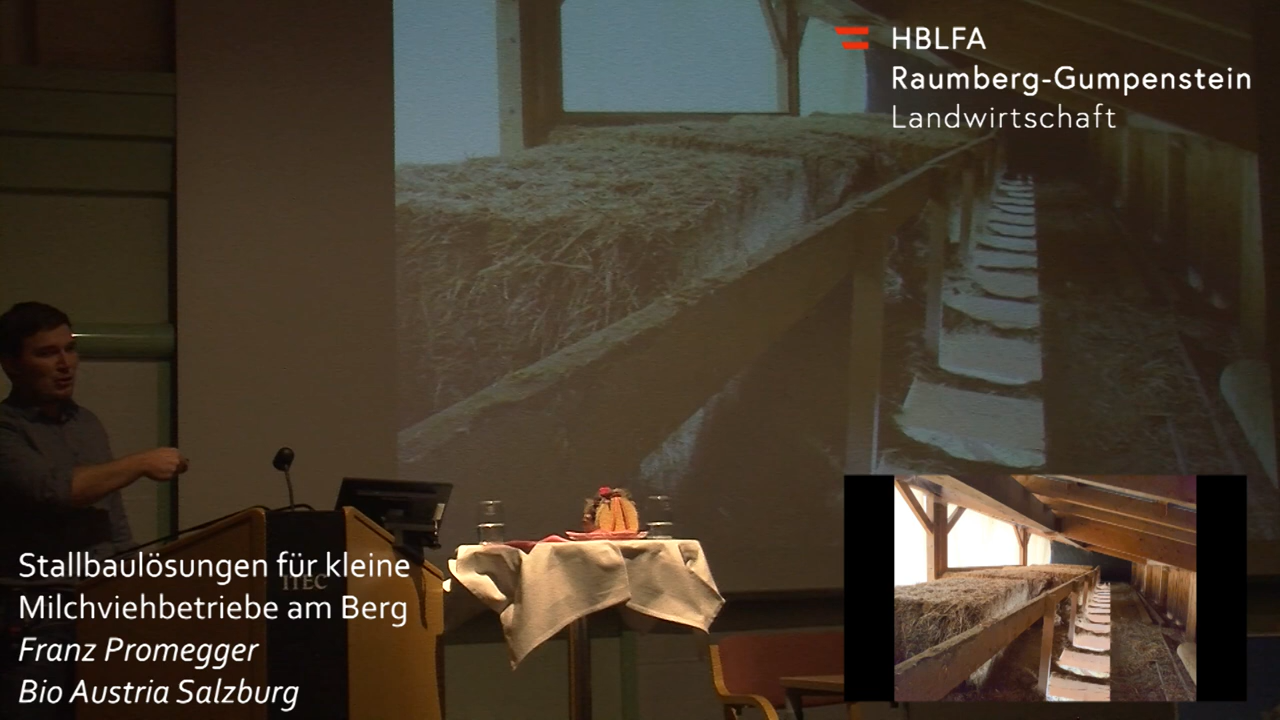 HBLFA
Raumberg-Gumpenstein
Landwirtschaft
ITEC
Stallbaulösungen für kleine
Milchviehbetriebe am Berg
Franz Promegger
Bio Austria Salzburg